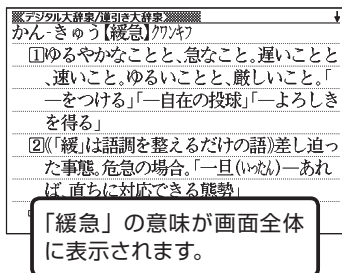 デジタル大辞泉/逆引き大辞泉
かん-きゅう【緩急】クワンキフ
1ゆるやかなことと、急なこと。遅いことと
、速いこと。ゆるいことと、厳しいこと。「
―をつける」「―自在の投球」「―よろしき
を得る」
2《「緩」は語調を整えるだけの語》差し迫っ
た事態。危急の場合。「一旦(いったん)―あれ
ば、直ちに対応できる態勢」
「緩急」の意味が画面全体
に表示されます。